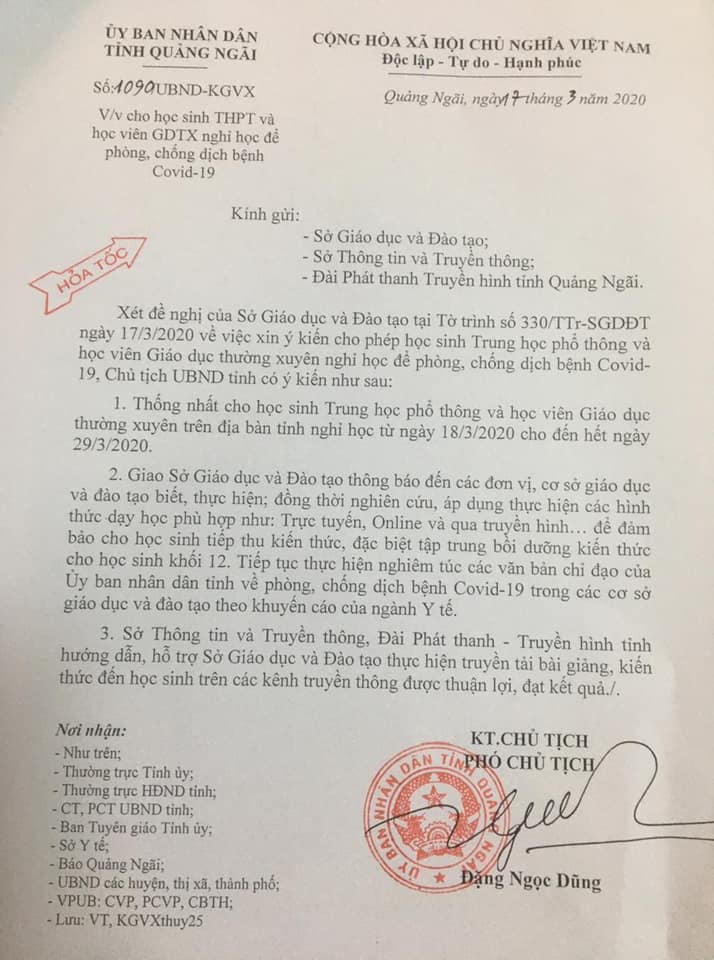 ỦY BAN NHÂN DÂN
TỈNH QUẢNG NGÃI
CỘNG HÒA XÃ HỘI CHỦ NGHĨA VIỆT NAM
Độc lập - Tự do - Hạnh phúc
Số:1090/UBND-KGVX
Quảng Ngãi, ngày 17 tháng 3 năm 2020
V/v cho học sinh THPT và
học viên GDTX nghỉ học để
phòng, chống dịch bệnh
Covid-19
Kính gửi:
- Sở Giáo dục và Đào tạo;
- Sở Thông tin và Truyền thông;
- Đài Phát thanh Truyền hình tỉnh Quảng Ngãi.
HỎA TỐC
Xét đề nghị của Sở Giáo dục và Đào tạo tại Tờ trình số 330/TTr-SGDĐT
ngày 17/3/2020 về việc xin ý kiến cho phép học sinh Trung học phổ thông và
học viên Giáo dục thường xuyên nghỉ học để phòng, chống dịch bệnh Covid-
19, Chủ tịch UBND tỉnh có ý kiến như sau:
1. Thống nhất cho học sinh Trung học phổ thông và học viên Giáo dục
thường xuyên trên địa bàn tỉnh nghỉ học từ ngày 18/3/2020 cho đến hết ngày
29/3/2020.
2. Giao Sở Giáo dục và Đào tạo thông báo đến các đơn vị, cơ sở giáo dục
và đào tạo biết, thực hiện; đồng thời nghiên cứu, áp dụng thực hiện các hình
thức dạy học phù hợp như: Trực tuyến, Online và qua truyền hình… để đảm
bảo cho học sinh tiếp thu kiến thức, đặc biệt tập trung bồi dưỡng kiến thức
cho học sinh khối 12. Tiếp tục thực hiện nghiêm túc các văn bản chỉ đạo của
Ủy ban nhân dân tỉnh về phòng, chống dịch bệnh Covid-19 trong các cơ sở
giáo dục và đào tạo theo khuyến cáo của ngành Y tế.
3. Sở Thông tin và Truyền thông, Đài Phát thanh - Truyền hình tỉnh
hướng dẫn, hỗ trợ Sở Giáo dục và Đào tạo thực hiện truyền tải bài giảng, kiến
thức đến học sinh trên các kênh truyền thông được thuận lợi, đạt kết quả./.
Nơi nhận:
- Như trên;
- Thường trực Tỉnh ủy;
- Thường trực HĐND tỉnh;
- CT, PCT UBND tỉnh;
- Ban Tuyên giáo Tỉnh ủy;
- Sở Y tế;
- Báo Quảng Ngãi;
- UBND các huyện, thị xã, thành phố;
- VPUB: CVP, PCVP, CBTH;
- Lưu: VT, KGVXthuy25
KT.CHỦ TỊCH
PHÓ CHỦ TỊCH
ỦY BAN NHÂN DÂN TỈNH QUẢNG NGÃI
Đặng Ngọc Dũng